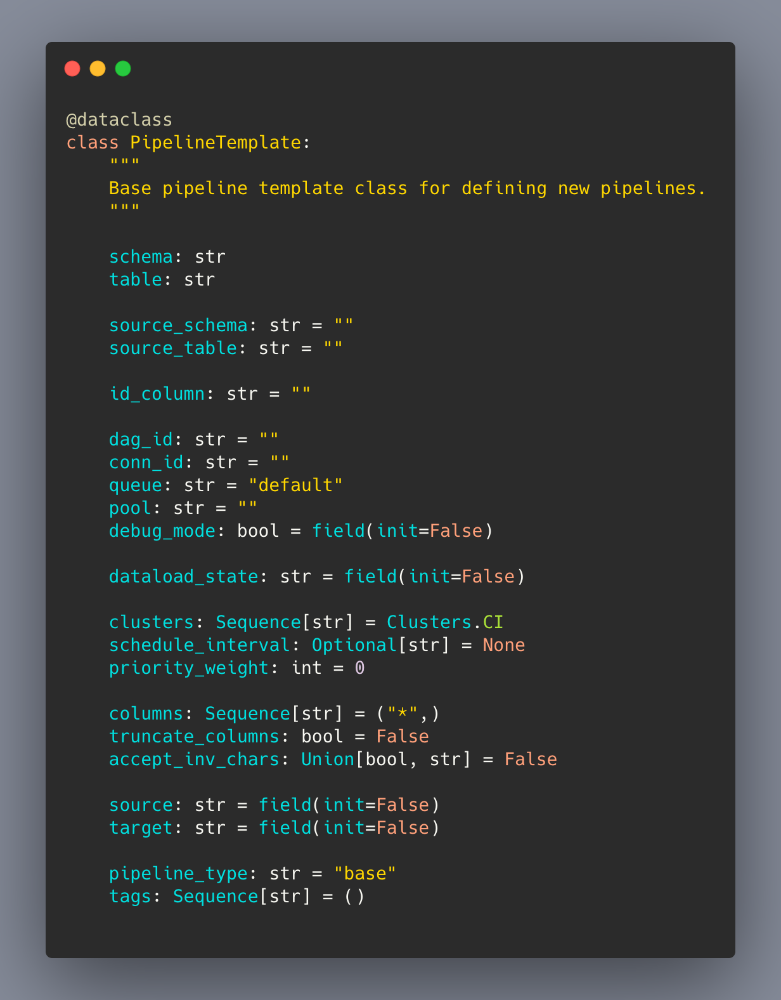 @dataclass
class PipelineTemplate:
    """
    Base pipeline template class for defining new pipelines.
    """

    schema: str
    table: str

    source_schema: str = ""
    source_table: str = ""

    id_column: str = ""

    dag_id: str = ""
    conn_id: str = ""
    queue: str = "default"
    pool: str = ""
    debug_mode: bool = field(init=False)

    dataload_state: str = field(init=False)

    clusters: Sequence[str] = Clusters.CI
    schedule_interval: Optional[str] = None
    priority_weight: int = 0

    columns: Sequence[str] = ("*",)
    truncate_columns: bool = False
    accept_inv_chars: Union[bool, str] = False

    source: str = field(init=False)
    target: str = field(init=False)

    pipeline_type: str = "base"
    tags: Sequence[str] = ()